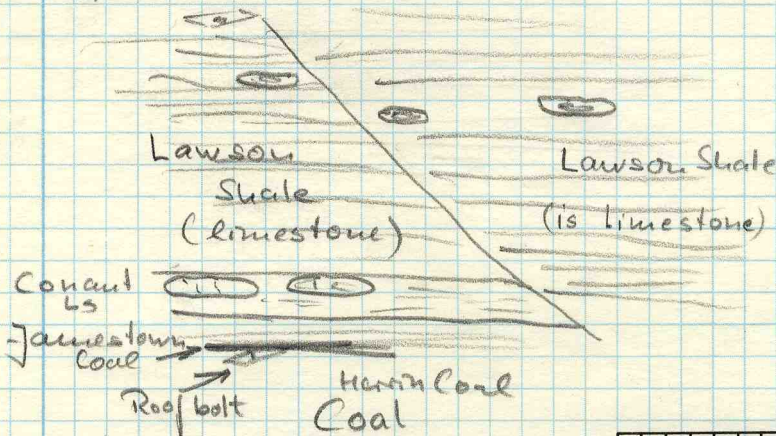 Lawson
Shale
(limestone)
Lawson Shale
(is limestone)
Conant
Ls
Jamestown
Coal
Roof bolt
Herrin Coal
Coal